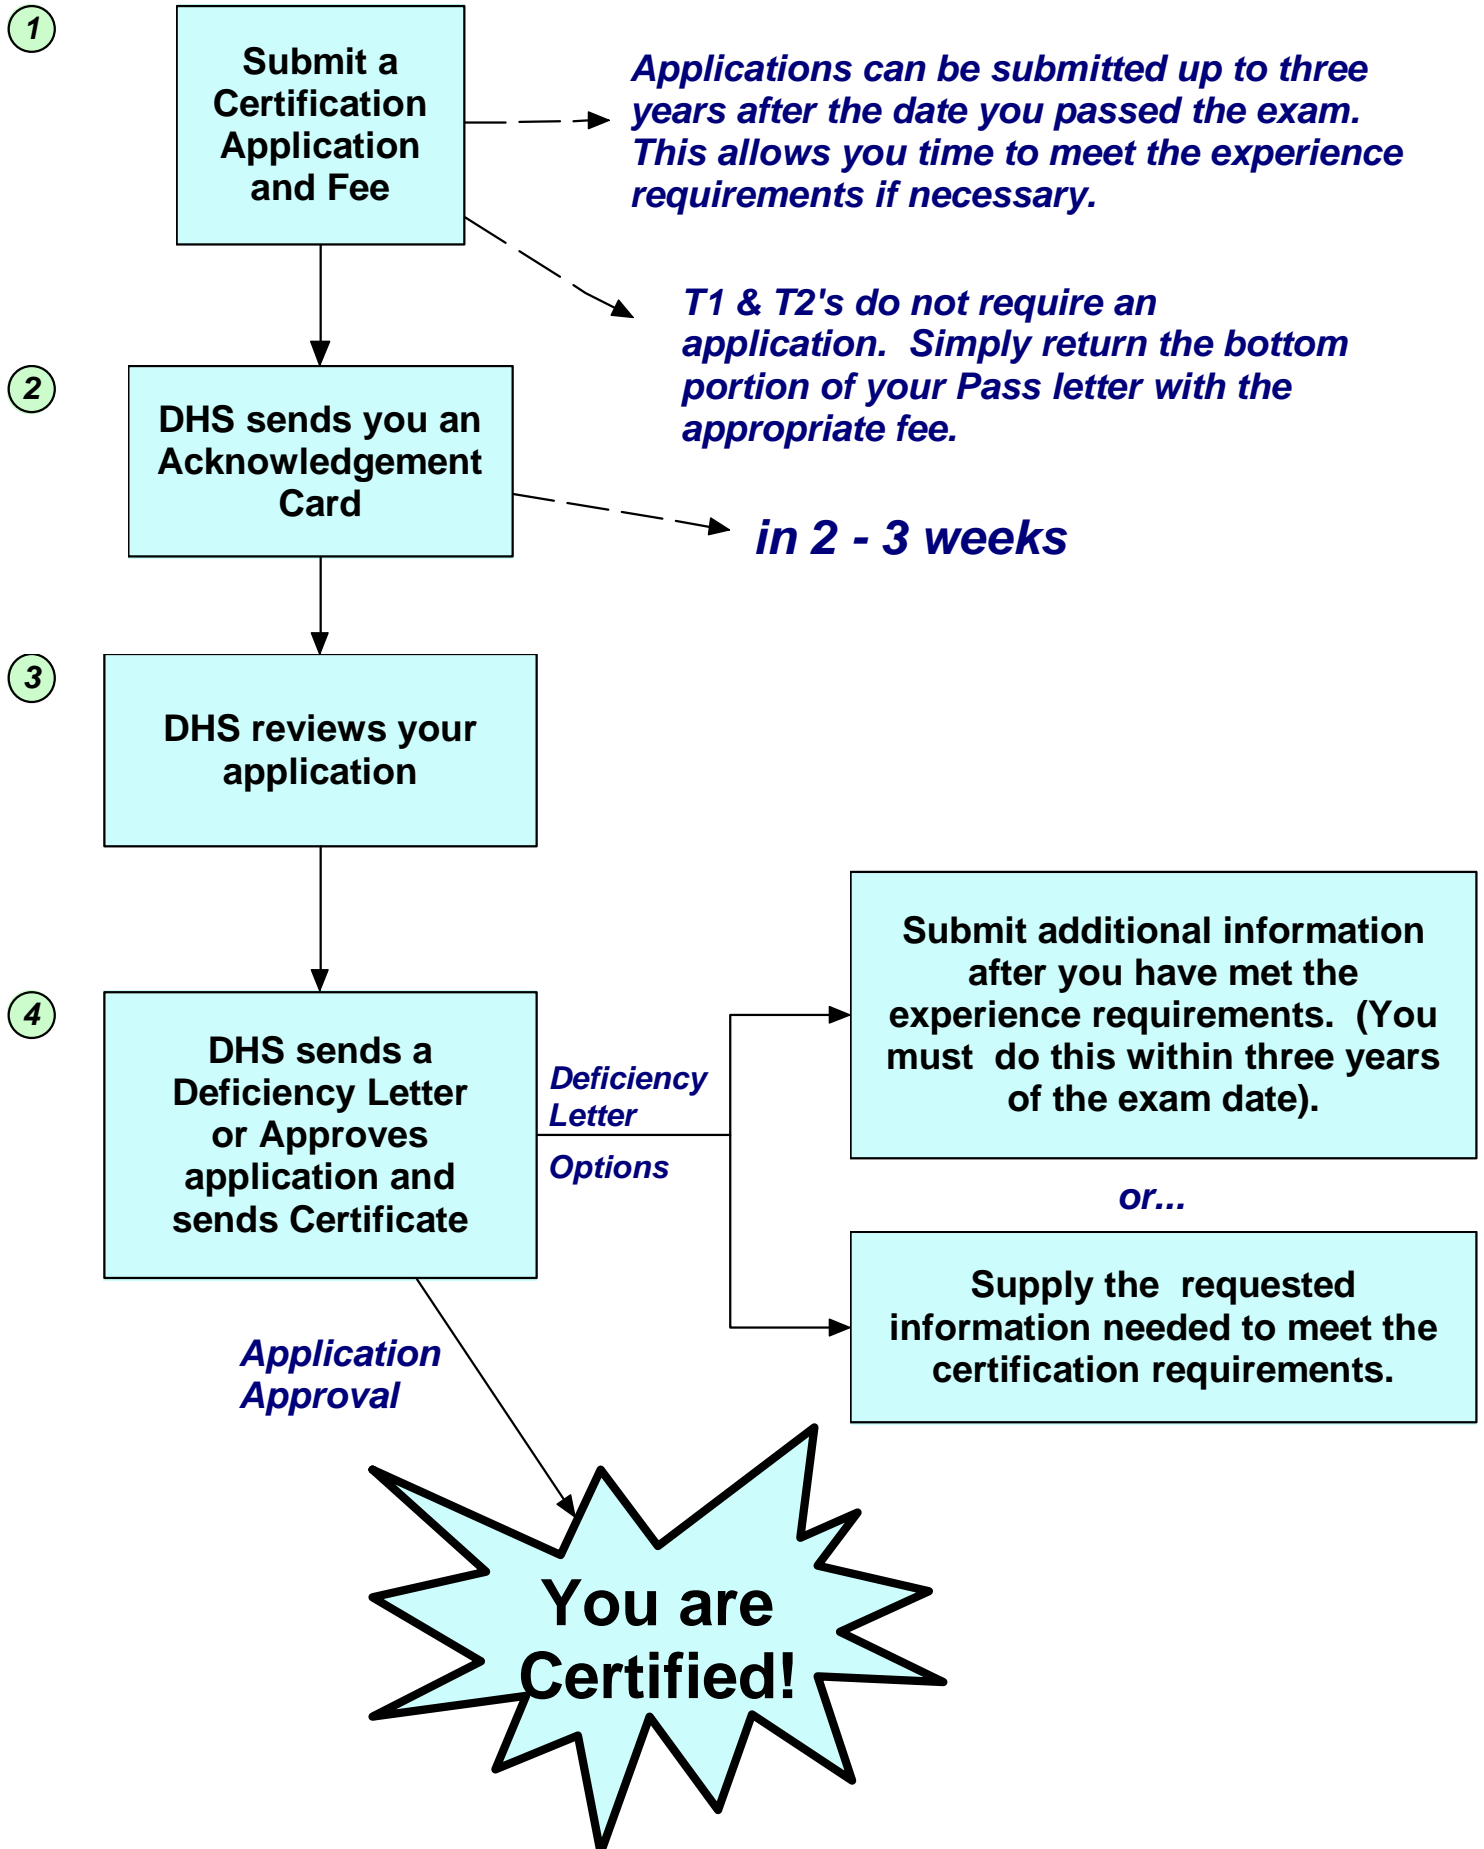 1
Submit a
Certification
Application
and Fee
Applications can be submitted up to three
years after the date you passed the exam.
This allows you time to meet the experience
requirements if necessary.
T1 & T2's do not require an
application.  Simply return the bottom
portion of your Pass letter with the
appropriate fee.
2
DHS sends you an
Acknowledgement
Card
in 2 - 3 weeks
3
DHS reviews your
application
4
DHS sends a
Deficiency Letter
or Approves
application and
sends Certificate
Deficiency
Letter
Options
Submit additional information
after you have met the
experience requirements.  (You
must  do this within three years
of the exam date).
or...
Supply the  requested
information needed to meet the
certification requirements.
Application
Approval
You are
Certified!